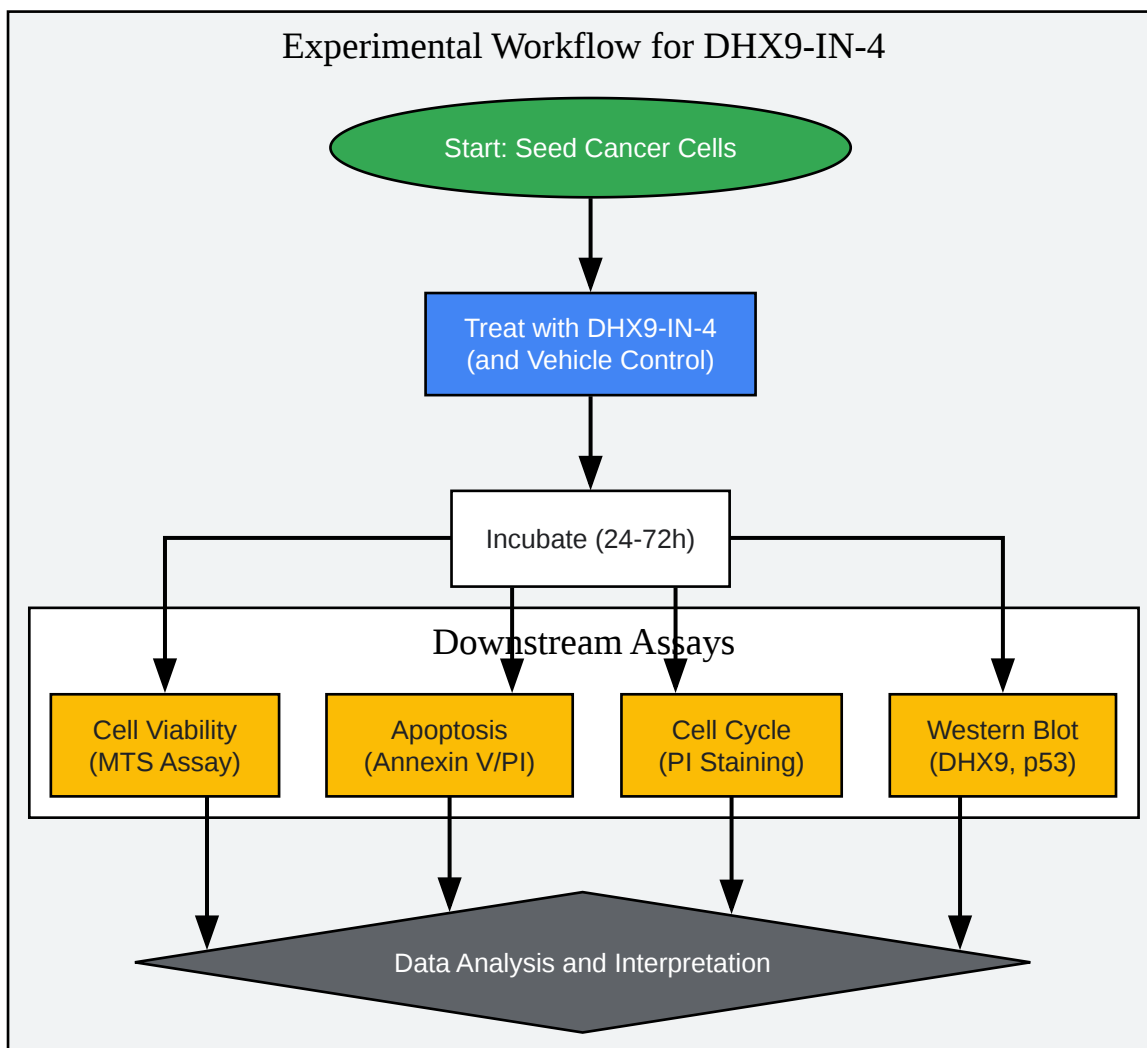 Experimental Workflow for DHX9-IN-4
Start: Seed Cancer Cells
Treat with DHX9-IN-4
(and Vehicle Control)
Incubate (24-72h)
Downstream Assays
Cell Viability
(MTS Assay)
Apoptosis
(Annexin V/PI)
Cell Cycle
(PI Staining)
Western Blot
(DHX9, p53)
Data Analysis and Interpretation